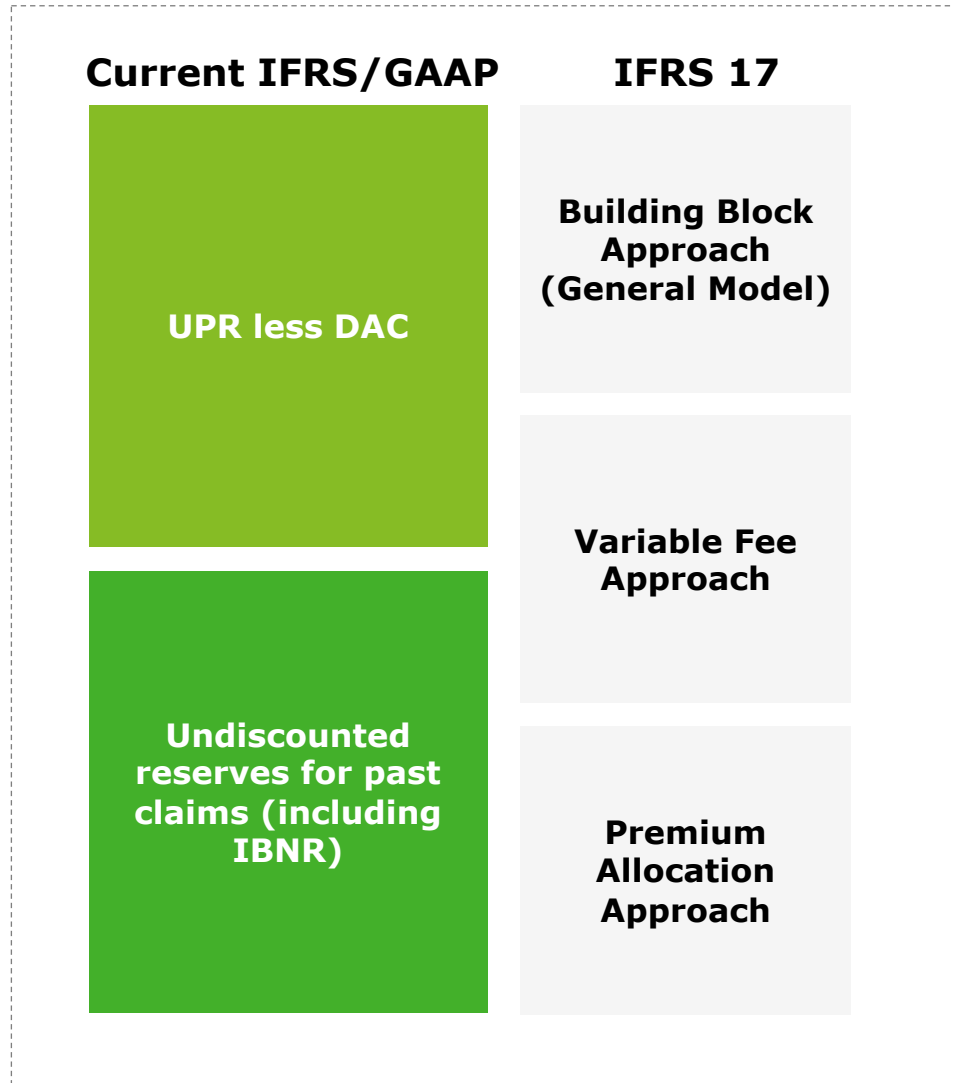 Current IFRS/GAAP
IFRS 17
UPR less DAC
Undiscounted
reserves for past
claims (including
IBNR)
Building Block
Approach
(General Model)
Variable Fee
Approach
Premium
Allocation
Approach